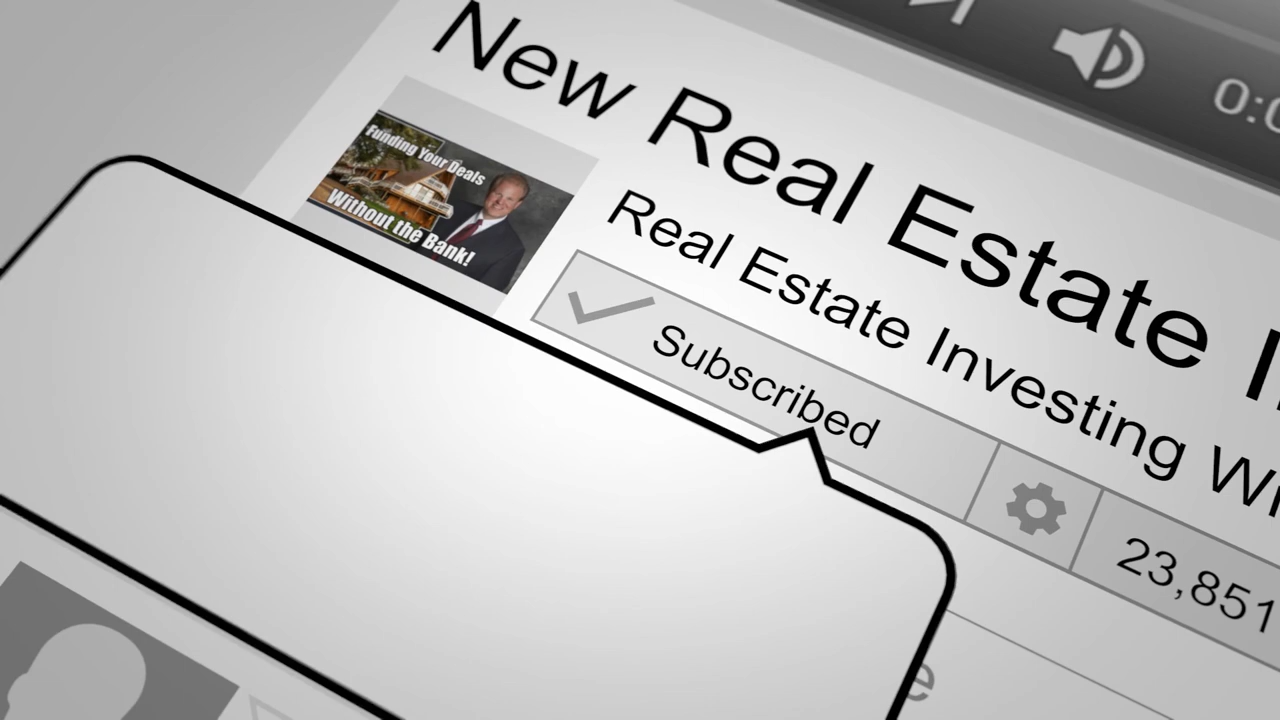 0:0
New Real Estate I
Funding Your Deals
Without the Bank!
Real Estate Investing Wi
Subscribed
23,851
e